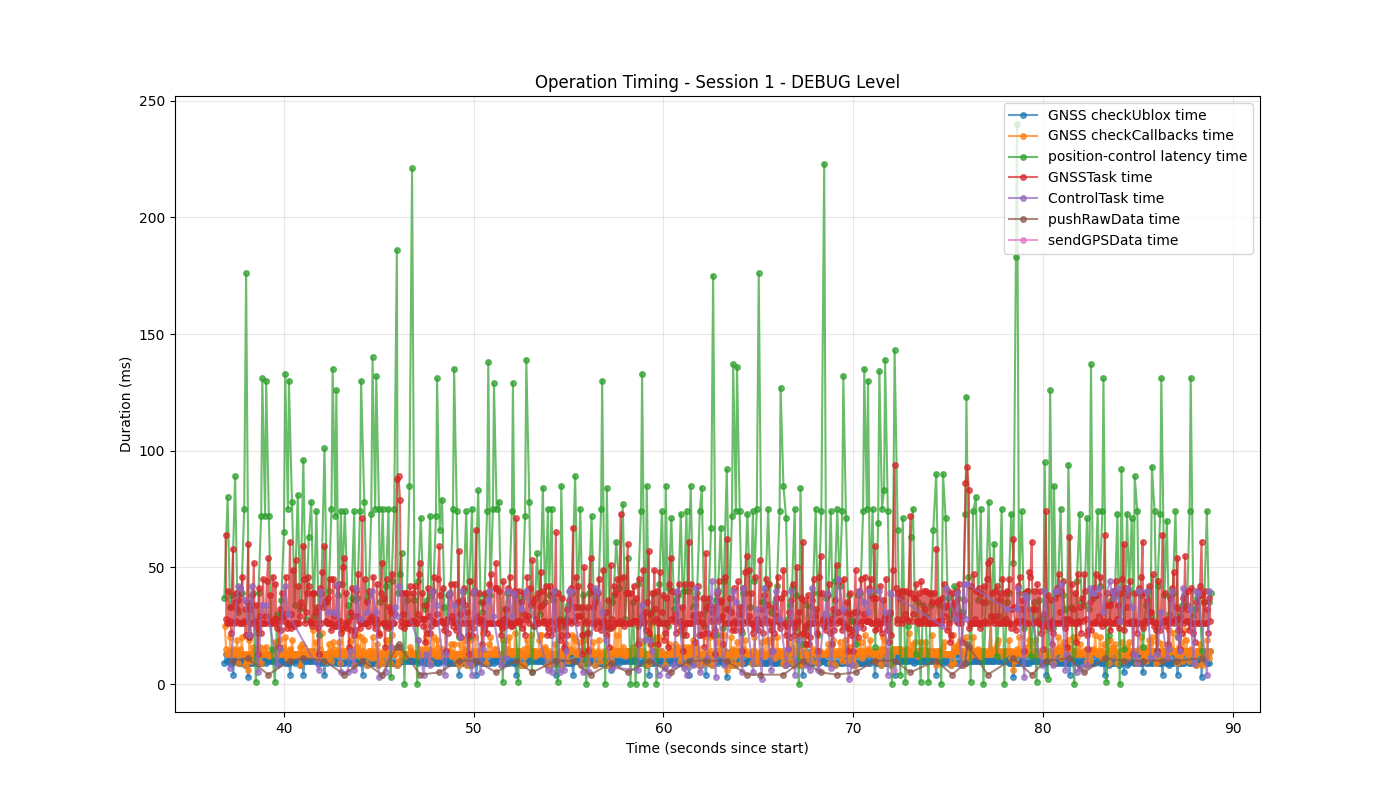 Operation Timing - Session 1 - DEBUG Level
250
200
150
100
50
0
Duration (ms)
GNSS checkUblox time
GNSS checkCallbacks time
position-control latency time
GNSSTask time
ControlTask time
pushRawData time
sendGPSData time
40
50
60
70
80
90
Time (seconds since start)